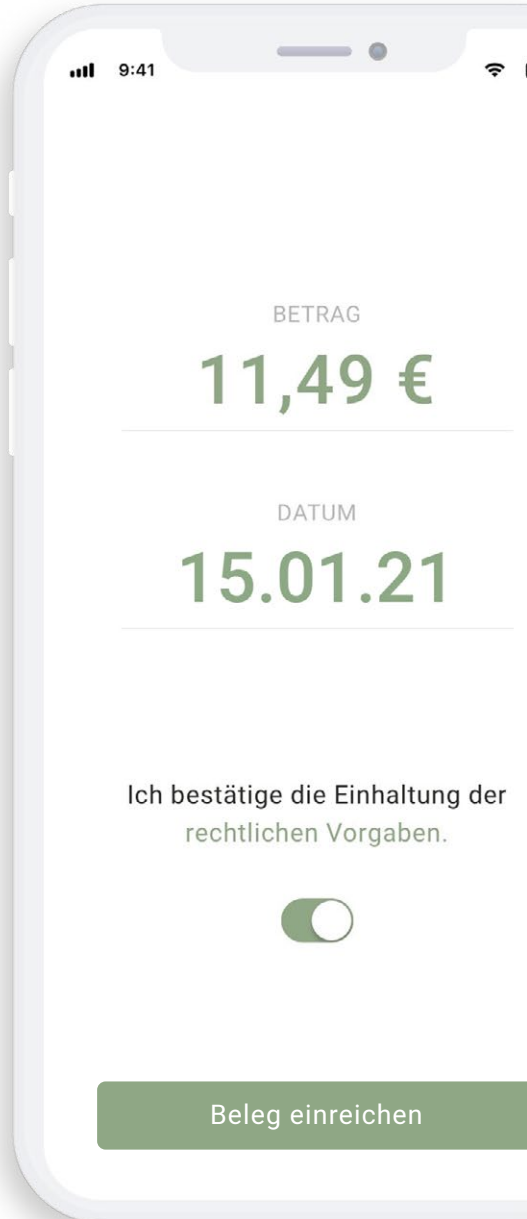 9:41
BETRAG
11,49 €
DATUM
15.01.21
Ich bestätige die Einhaltung der
rechtlichen Vorgaben.
Beleg einreichen